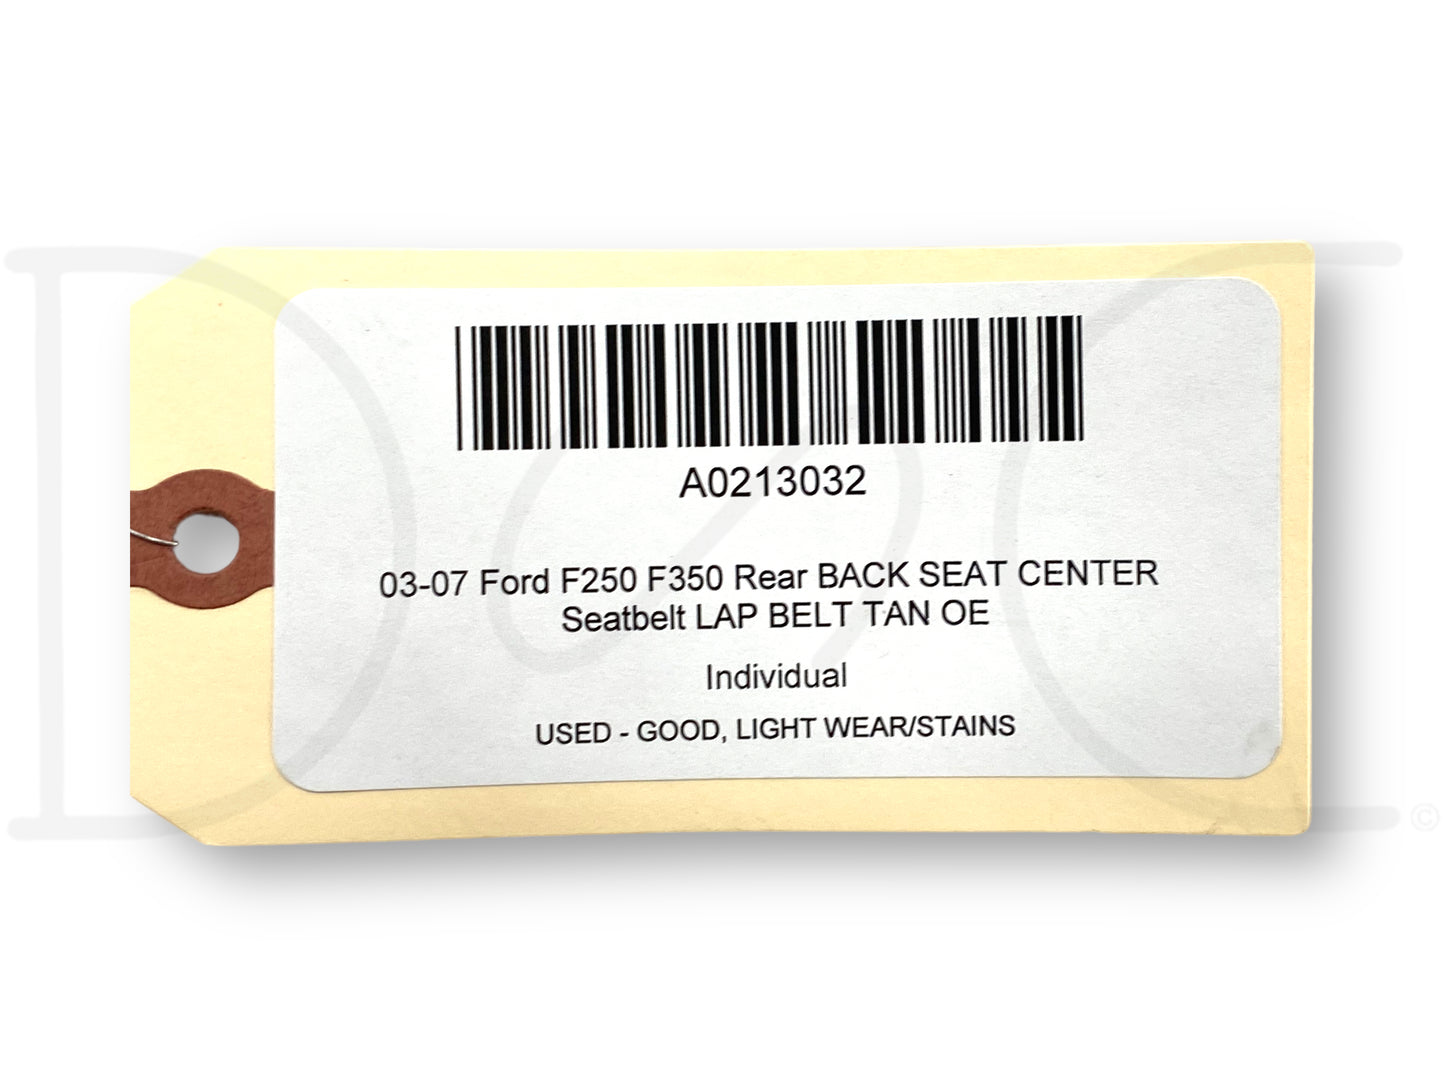 A0213032
03-07 Ford F250 F350 Rear BACK SEAT CENTER
Seatbelt LAP BELT TAN OE
Individual
USED - GOOD, LIGHT WEAR/STAINS
©